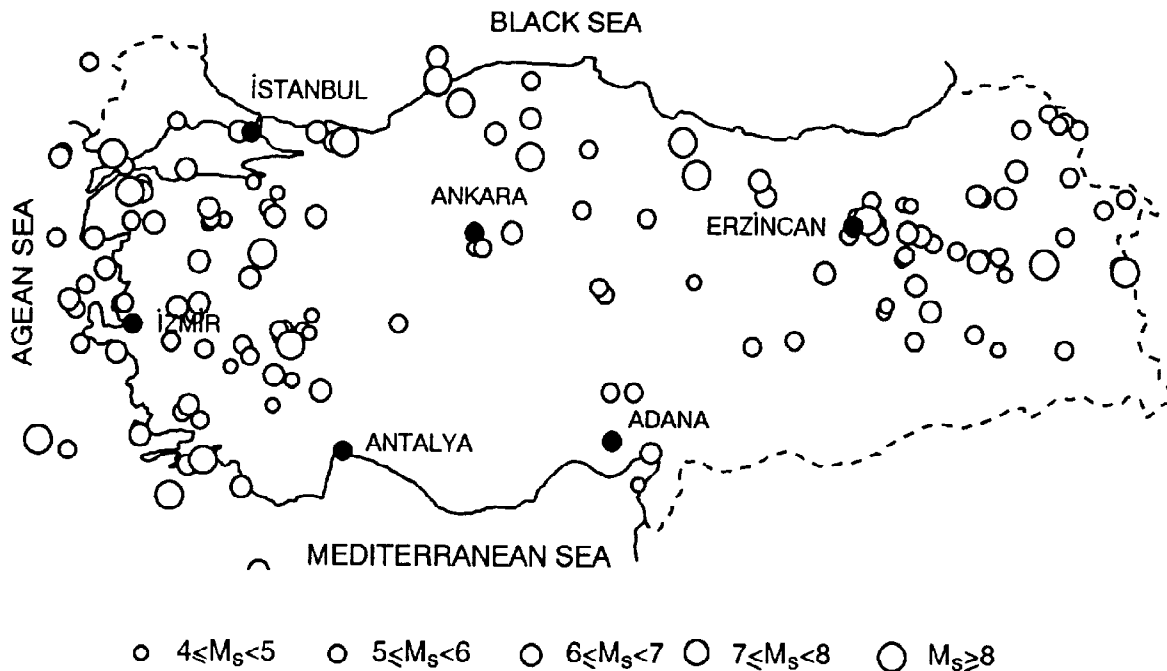 BLACK SEA
İSTANBUL
ANKARA
ERZİNCAN
AGEAN SEA
İZMİR
ADANA
ANTALYA
MEDITERRANEAN SEA
4≤Ms<5 5≤Ms<6 6≤Ms<7 7≤Ms<8 Ms≥8